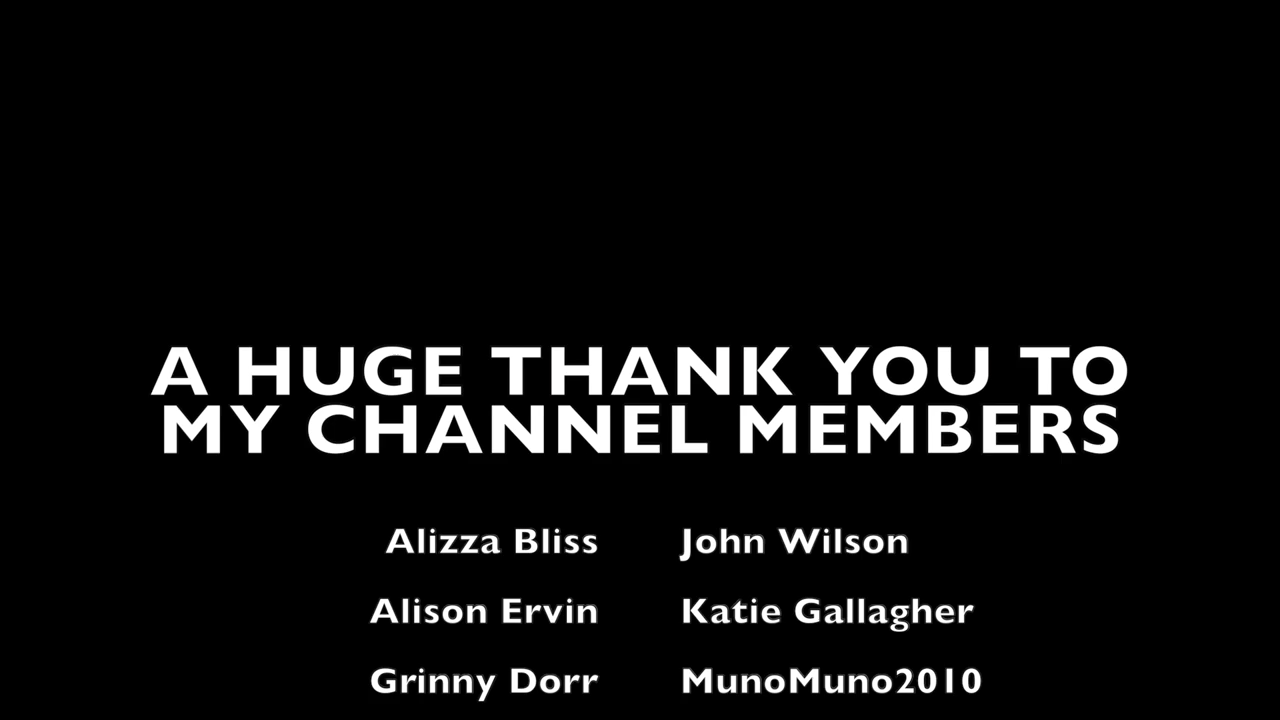 A HUGE THANK YOU TO
MY CHANNEL MEMBERS
Alizza Bliss John Wilson
Alison Ervin Katie Gallagher
Grinny Dorr MunoMuno2010